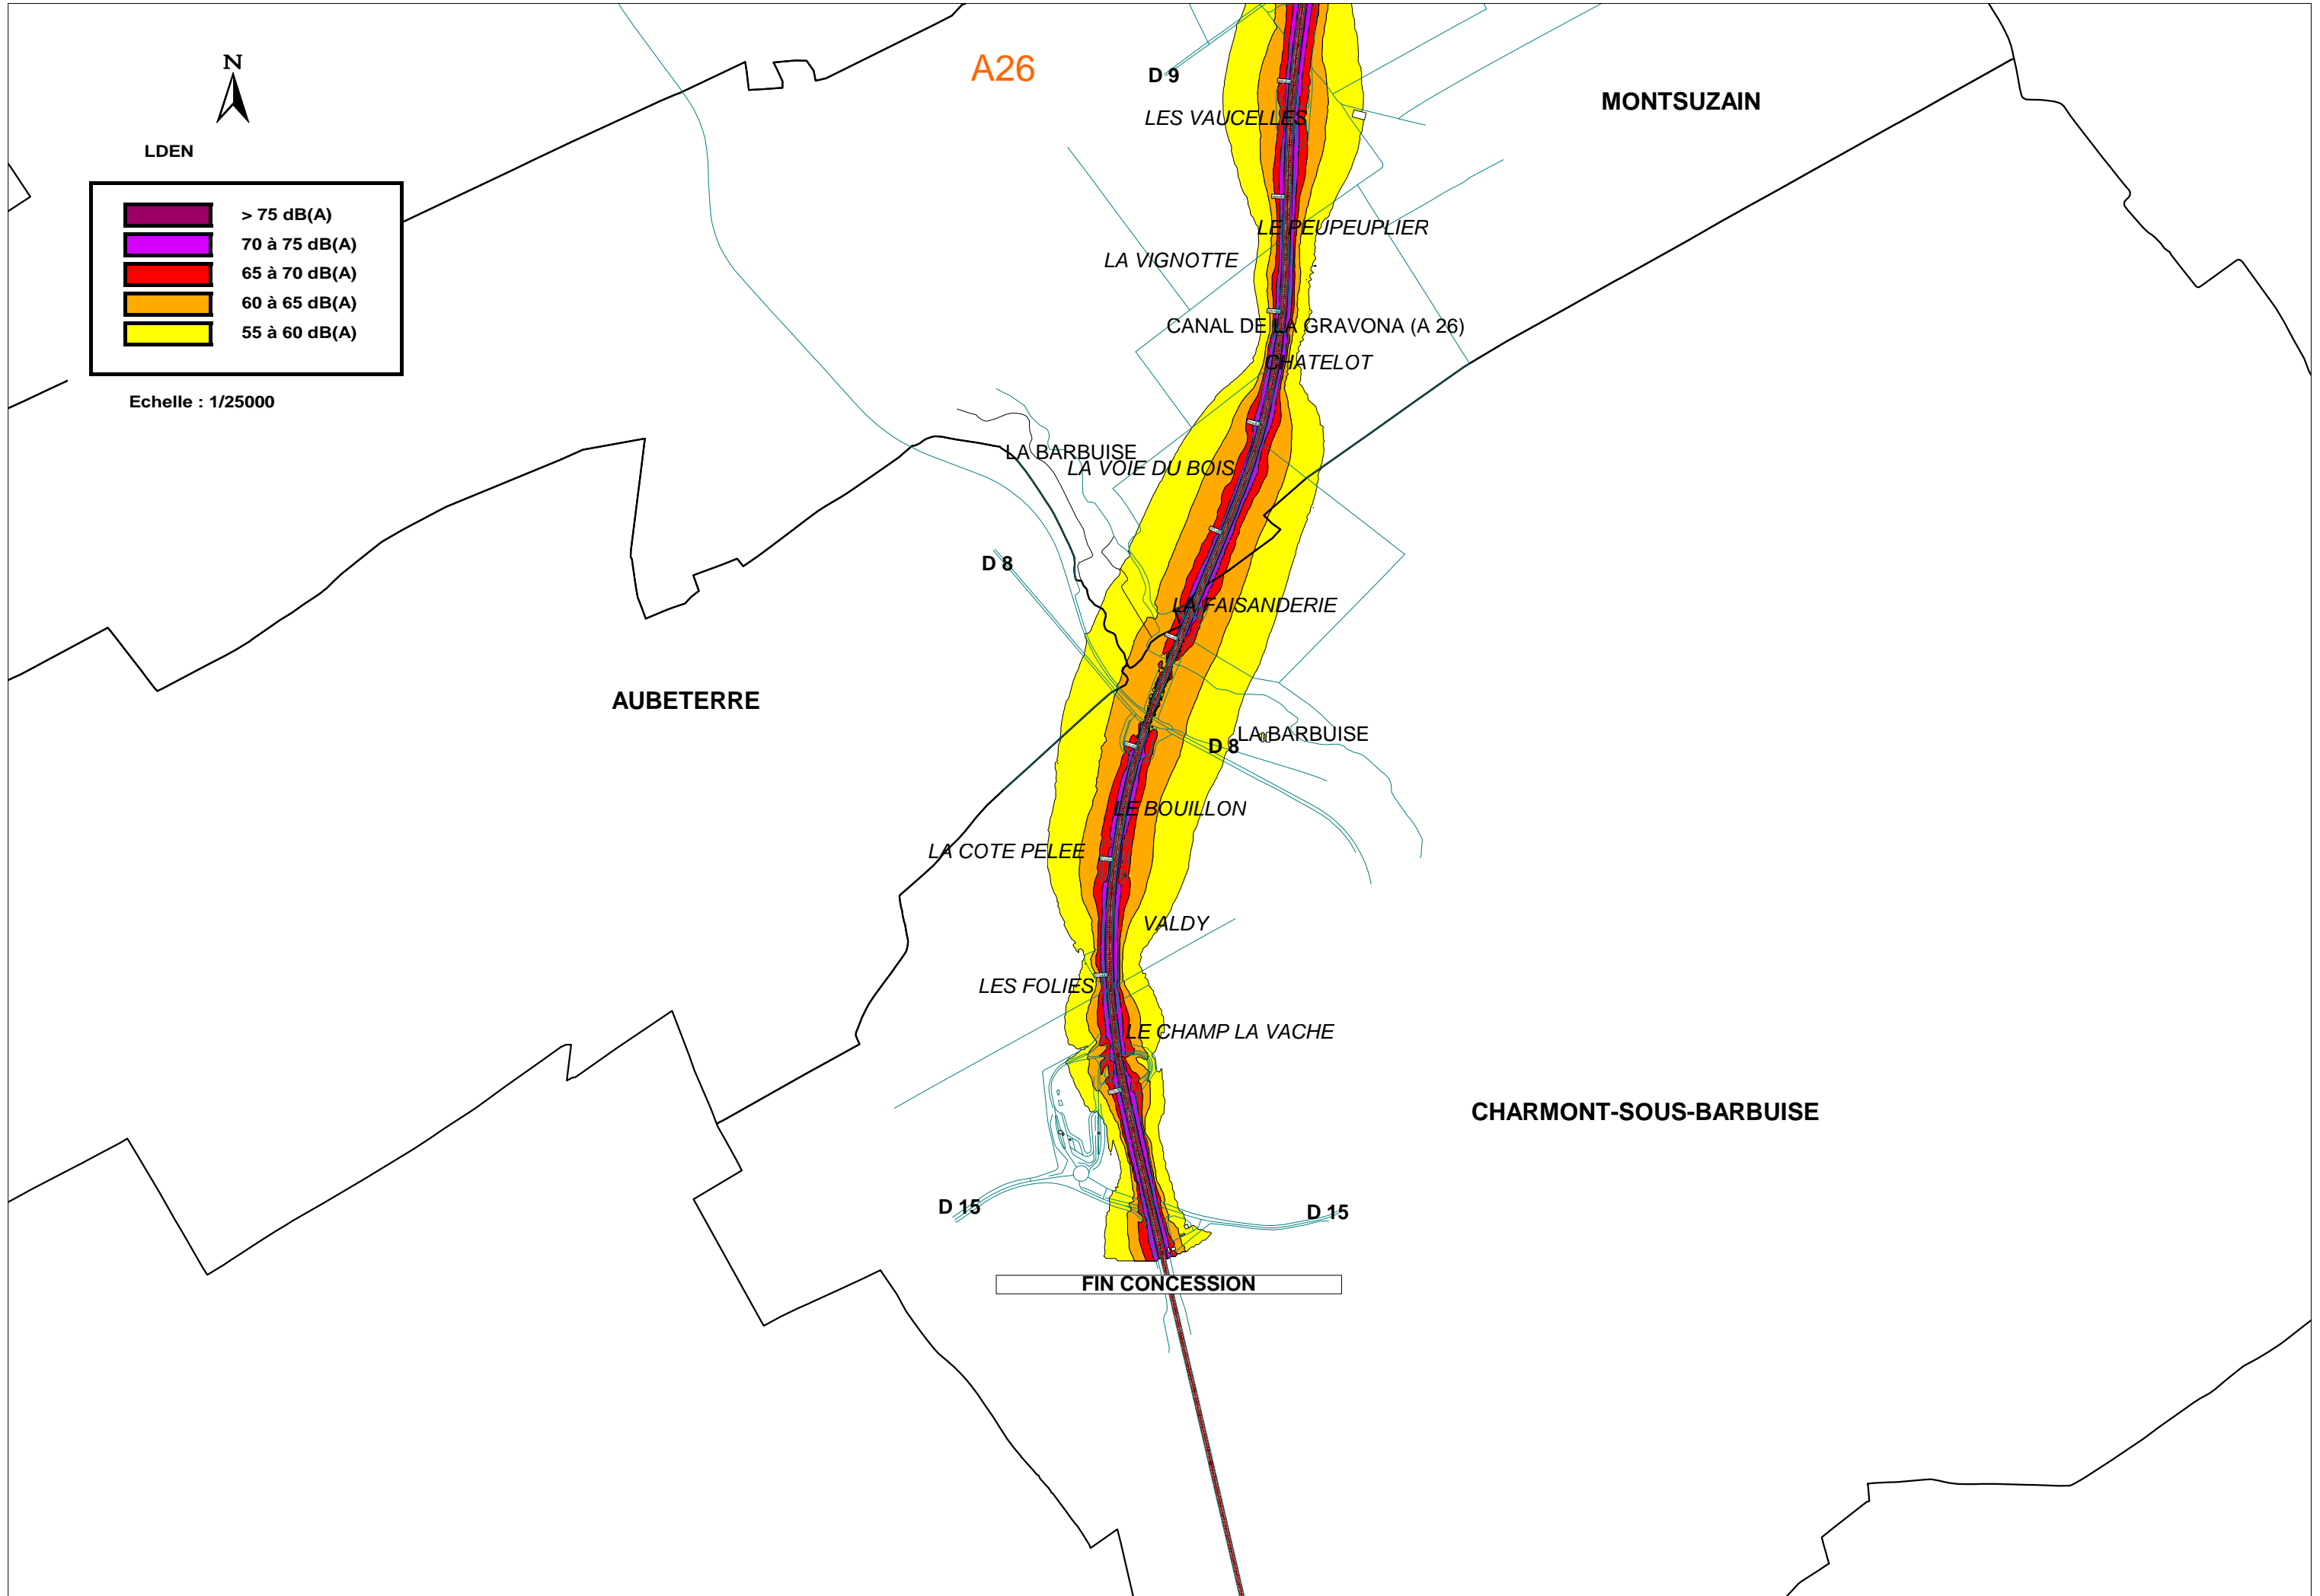 A26
D 9
N
MONTSUZAIN
LES VAUCELLES
LDEN
> 75 dB(A)
70 à 75 dB(A)
65 à 70 dB(A)
60 à 65 dB(A)
55 à 60 dB(A)
Echelle : 1/25000
LE PEUPEUPLIER
LA VIGNOTTE
CANAL DE LA GRAVONA (A 26)
CHATELOT
LA BARBUISE
LA VOIE DU BOIS
D 8
LA FAISANDERIE
AUBETERRE
LA BARBUISE
D 8
LE BOUILLON
LA COTE PELEE
VALDY
LES FOLIES
LE CHAMP LA VACHE
CHARMONT-SOUS-BARBUISE
D 15
D 15
FIN CONCESSION